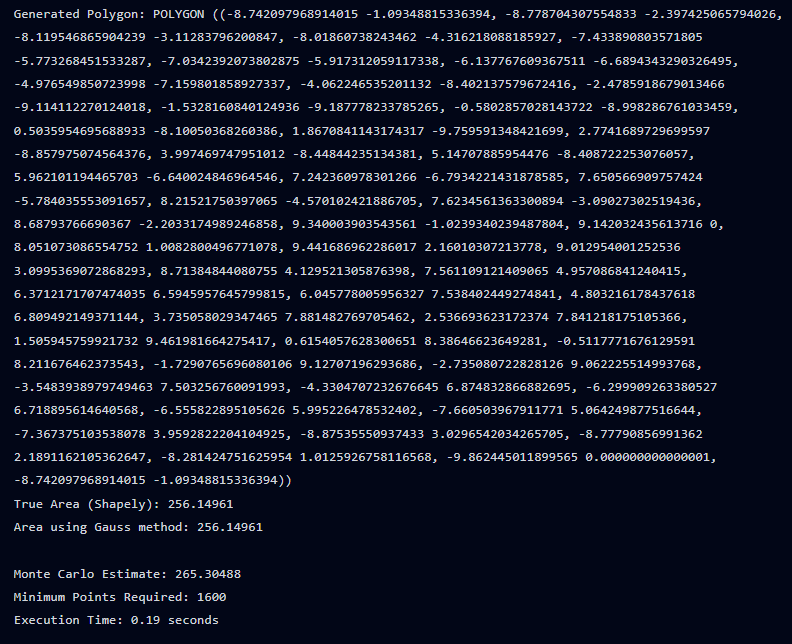 Generated Polygon: POLYGON ((-8.742097968914015 -1.09348815336394, -8.778704307554833 -2.397425065794026,
-8.119546865904239 -3.11283796200847, -8.01860738243462 -4.316218088185927, -7.433890803571805
-5.773268451533287, -7.0342392073802875 -5.917312059117338, -6.137767609367511 -6.6894343290326495,
-4.976549850723998 -7.159801858927337, -4.062246535201132 -8.402137579672416, -2.4785918679013466
-9.114112270124018, -1.5328160840124936 -9.187778233785265, -0.5802857028143722 -8.998286761033459,
0.5035954695688933 -8.10050368260386, 1.8670841143174317 -9.759591348421699, 2.7741689729699597
-8.857975074564376, 3.997469747951012 -8.44844235134381, 5.14707885954476 -8.408722253076057,
5.962101194465703 -6.640024846964546, 7.242360978301266 -6.7934221431878585, 7.650566909757424
-5.784035553091657, 8.21521750397065 -4.570102421886705, 7.6234561363300894 -3.09027302519436,
8.68793766690367 -2.2033174989246858, 9.340003903543561 -1.0239340239487804, 9.142032435613716 0,
8.051073086554752 1.0082800496771078, 9.441686962286017 2.16010307213778, 9.012954001252536
3.0995369072868293, 8.71384844080755 4.129521305876398, 7.561109121409065 4.957086841240415,
6.3712171707474035 6.5945957645799815, 6.045778005956327 7.538402449274841, 4.803216178437618
6.809492149371144, 3.735058029347465 7.881482769705462, 2.536693623172374 7.841218175105366,
1.505945759921732 9.461981664275417, 0.6154057628300651 8.38646623649281, -0.5117771676129591
8.211676462373543, -1.7290765696080106 9.12707196293686, -2.735080722828126 9.062225514993768,
-3.5483938979749463 7.503256760091993, -4.3304707232676645 6.874832866882695, -6.299909263380527
6.718895614640568, -6.555822895105626 5.995226478532402, -7.660503967911771 5.064249877516644,
-7.367375103538078 3.9592822204104925, -8.87535550937433 3.0296542034265705, -8.77790856991362
2.1891162105362647, -8.281424751625954 1.0125926758116568, -9.862445011899565 0.000000000000001,
-8.742097968914015 -1.09348815336394))
True Area (Shapely): 256.14961
Area using Gauss method: 256.14961
Monte Carlo Estimate: 265.30488
Minimum Points Required: 1600
Execution Time: 0.19 seconds